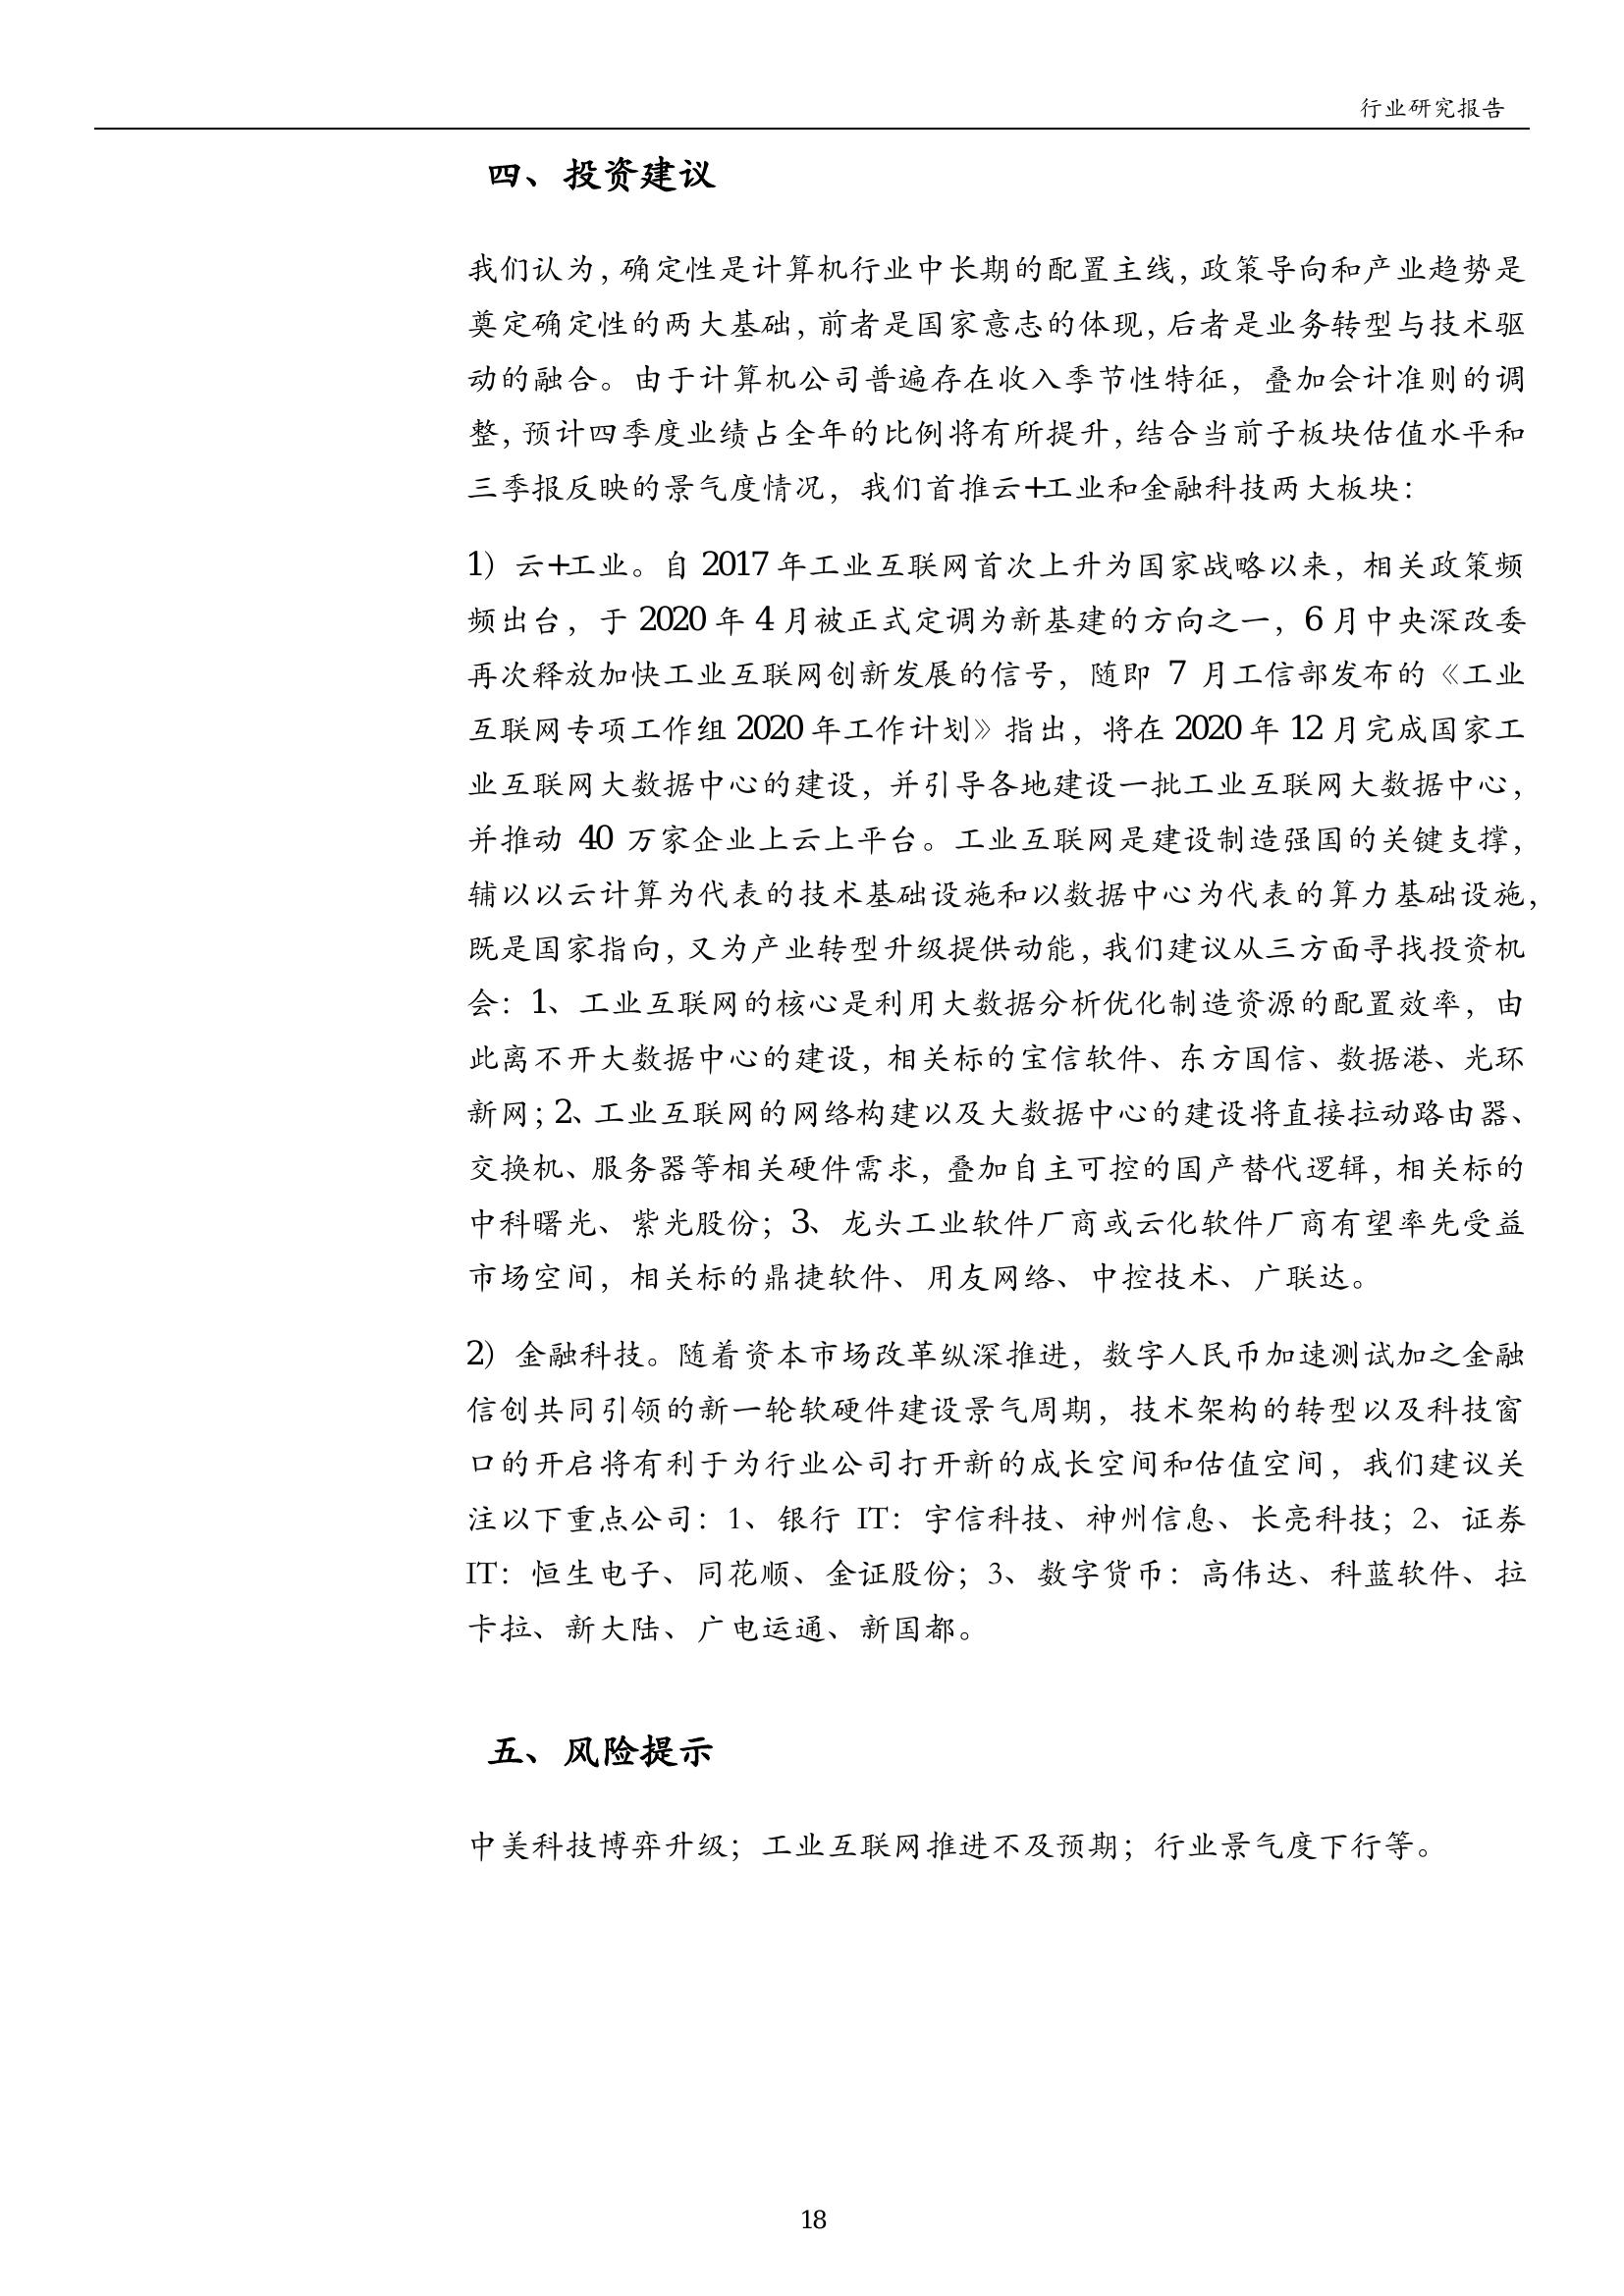 行业研究报告
四、投资建议
我们认为，确定性是计算机行业中长期的配置主线，政策导向和产业趋势是
奠定确定性的两大基础，前者是国家意志的体现，后者是业务转型与技术驱
动的融合。由于计算机公司普遍存在收入季节性特征，叠加会计准则的调
整，预计四季度业绩占全年的比例将有所提升，结合当前子板块估值水平和
三季报反映的景气度情况，我们首推云+工业和金融科技两大板块：
1）云+工业。自 2017 年工业互联网首次上升为国家战略以来，相关政策频
频出台，于 2020 年 4 月被正式定调为新基建的方向之一，6 月中央深改委
再次释放加快工业互联网创新发展的信号，随即 7 月工信部发布的《工业
互联网专项工作组 2020 年工作计划》指出，将在 2020 年 12 月完成国家工
业互联网大数据中心的建设，并引导各地建设一批工业互联网大数据中心，
并推动 40 万家企业上云上平台。工业互联网是建设制造强国的关键支撑，
辅以以云计算为代表的技术基础设施和以数据中心为代表的算力基础设施，
既是国家指向，又为产业转型升级提供动能，我们建议从三方面寻找投资机
会：1、工业互联网的核心是利用大数据分析优化制造资源的配置效率，由
此离不开大数据中心的建设，相关标的宝信软件、东方国信、数据港、光环
新网；2、工业互联网的网络构建以及大数据中心的建设将直接拉动路由器、
交换机、服务器等相关硬件需求，叠加自主可控的国产替代逻辑，相关标的
中科曙光、紫光股份；3、龙头工业软件厂商或云化软件厂商有望率先受益
市场空间，相关标的鼎捷软件、用友网络、中控技术、广联达。
2）金融科技。随着资本市场改革纵深推进，数字人民币加速测试加之金融
信创共同引领的新一轮软硬件建设景气周期，技术架构的转型以及科技窗
口的开启将有利于为行业公司打开新的成长空间和估值空间，我们建议关
注以下重点公司：1、银行 IT：宇信科技、神州信息、长亮科技；2、证券
IT：恒生电子、同花顺、金证股份；3、数字货币：高伟达、科蓝软件、拉
卡拉、新大陆、广电运通、新国都。
五、风险提示
中美科技博弈升级；工业互联网推进不及预期；行业景气度下行等。
18